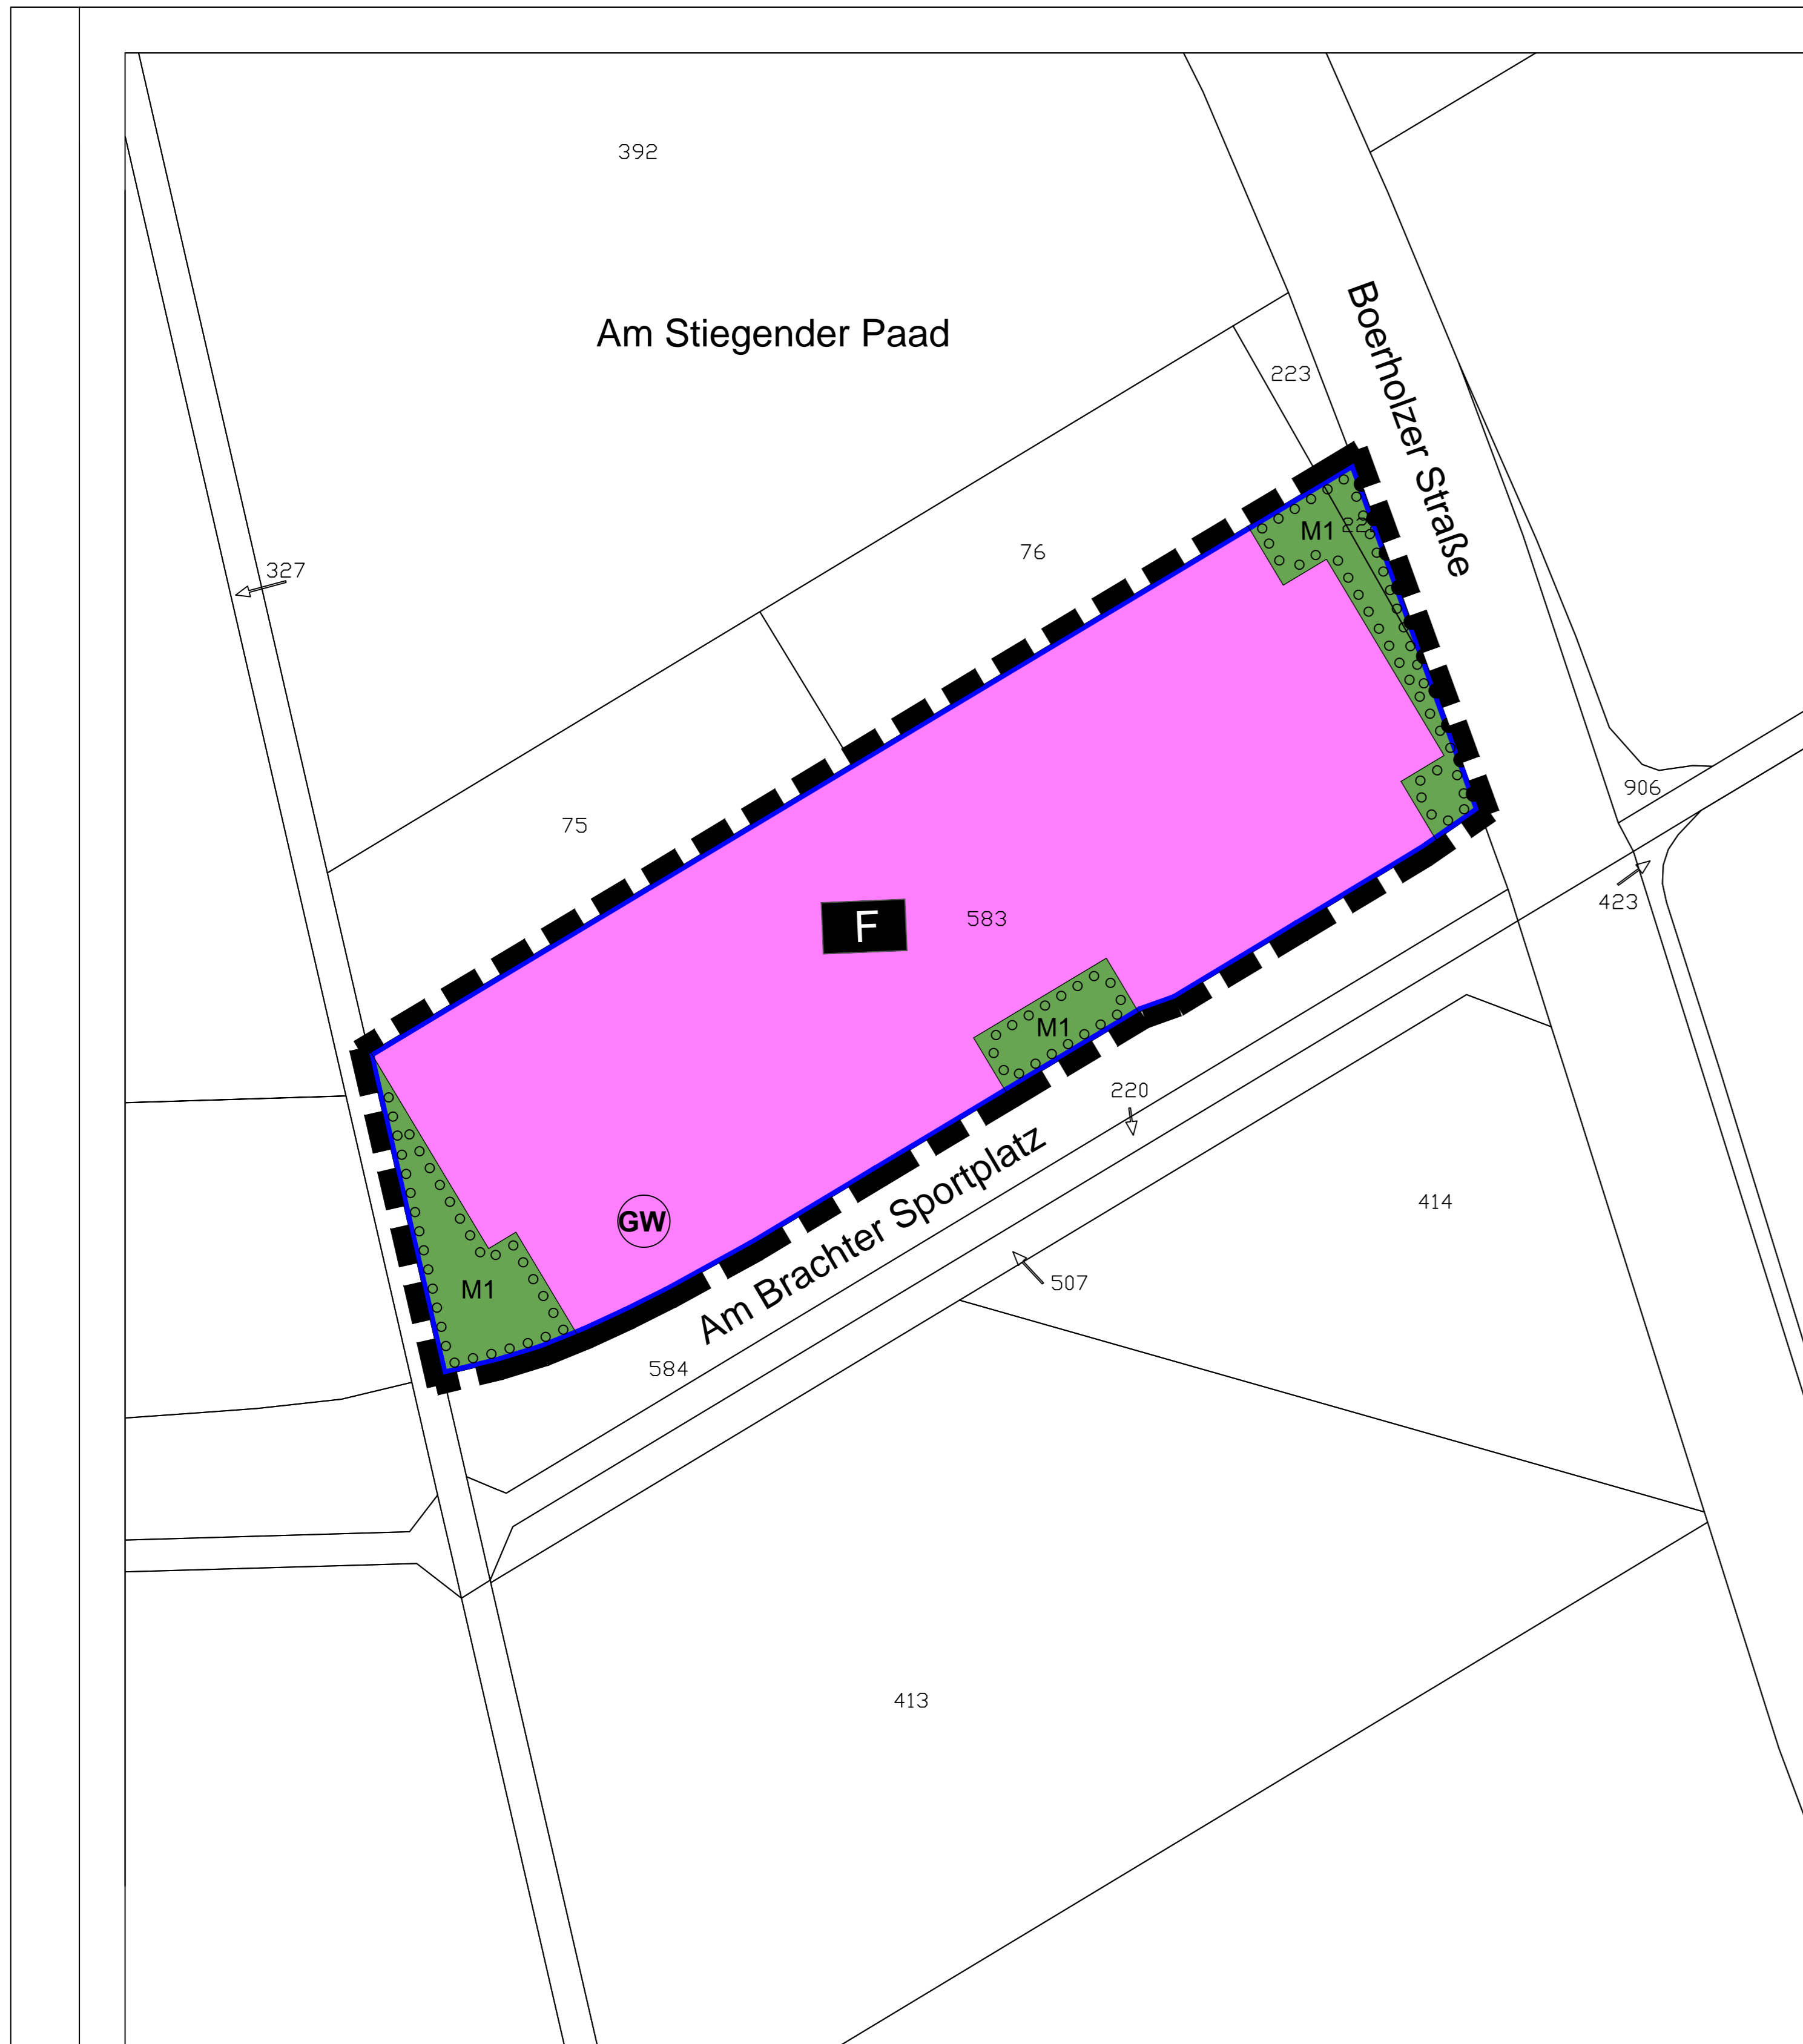 392
Am Stiegender Paad
Boerholzer Straße
223
M1
76
327
906
75
423
F
583
M1
220
414
Am Brachter Sportplatz
GW
507
M1
584
413